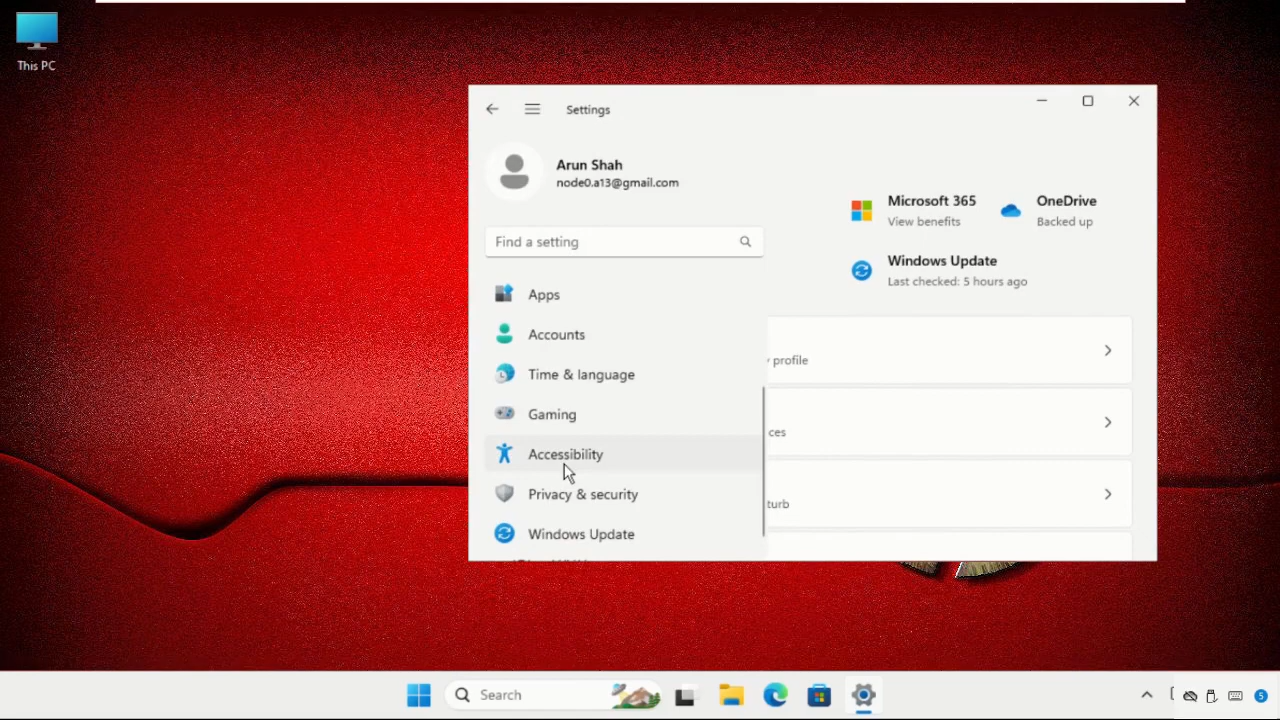 This PC
Settings
Arun Shah
node0.a13@gmail.com
Find a setting
Apps
Accounts
Time & language
Gaming
Accessibility
Privacy & security
Windows Update
Microsoft 365
View benefits
OneDrive
Backed up
Windows Update
Last checked: 5 hours ago
profile
ces
turb
Search
5